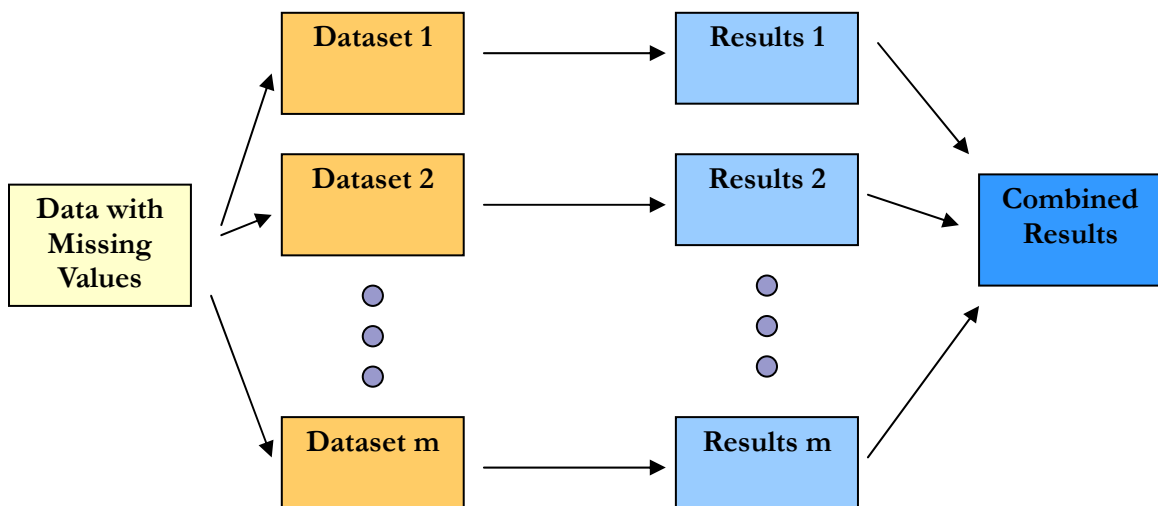 Dataset 1
Results 1
Dataset 2
Results 2
Data with
Missing
Values
Combined
Results
Dataset m
Results m